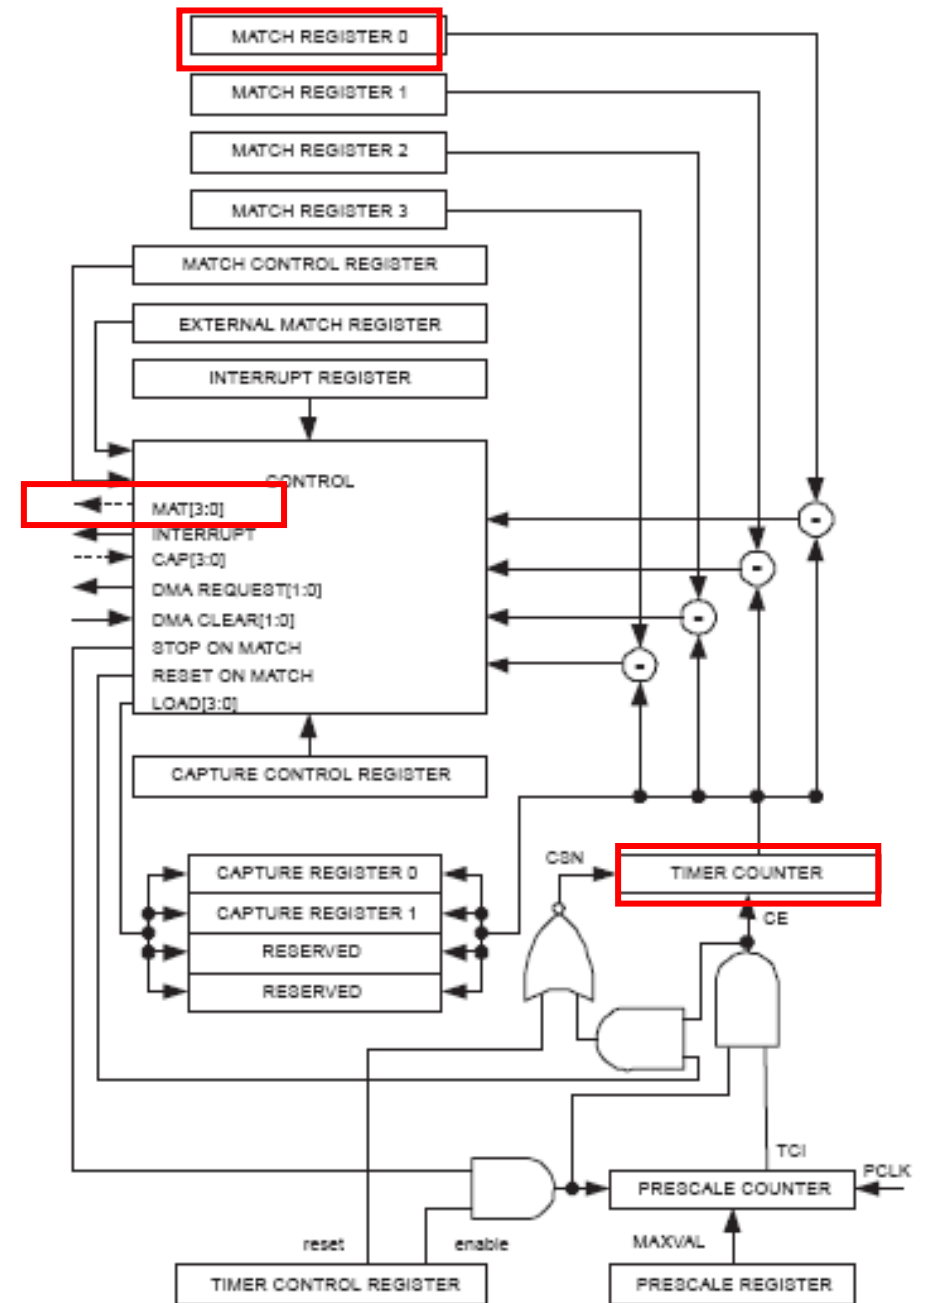 MATCH REGISTER 0
MATCH REGISTER 1
MATCH REGISTER 2
MATCH REGISTER 3
MATCH CONTROL REGISTER
EXTERNAL MATCH REGISTER
INTERRUPT REGISTER
CONTROL
MAT[3:0]
INTERRUPT
CAP[3:0]
DMA REQUEST[1:0]
DMA CLEAR[1:0]
STOP ON MATCH
RESET ON MATCH
LOAD[3:0]
-
-
-
-
CAPTURE CONTROL REGISTER
CAPTURE REGISTER 0
CAPTURE REGISTER 1
RESERVED
RESERVED
CSN
TIMER COUNTER
CE
TCI
PCLK
PRESCALE COUNTER
reset
enable
MAXVAL
TIMER CONTROL REGISTER
PRESCALE REGISTER